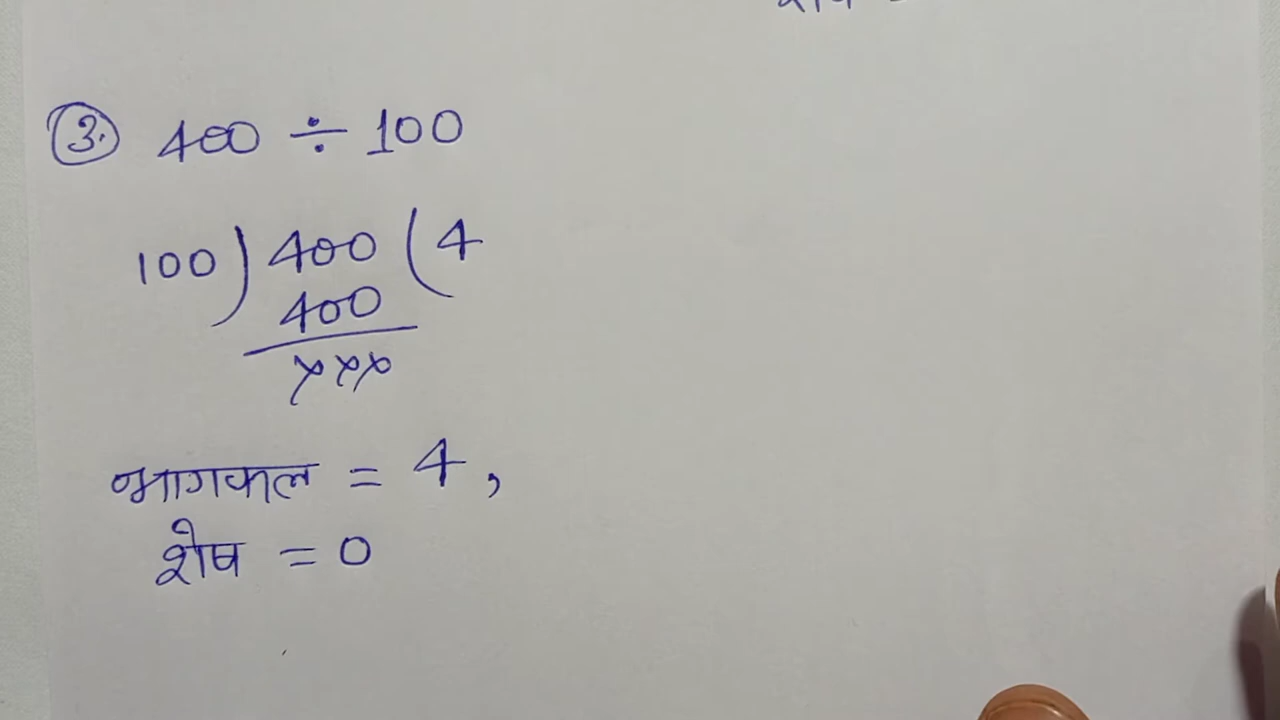 3. 400 ÷ 100
100 ) 400 ( 4
400
×××
भागफल = 4 ,
शेष = 0